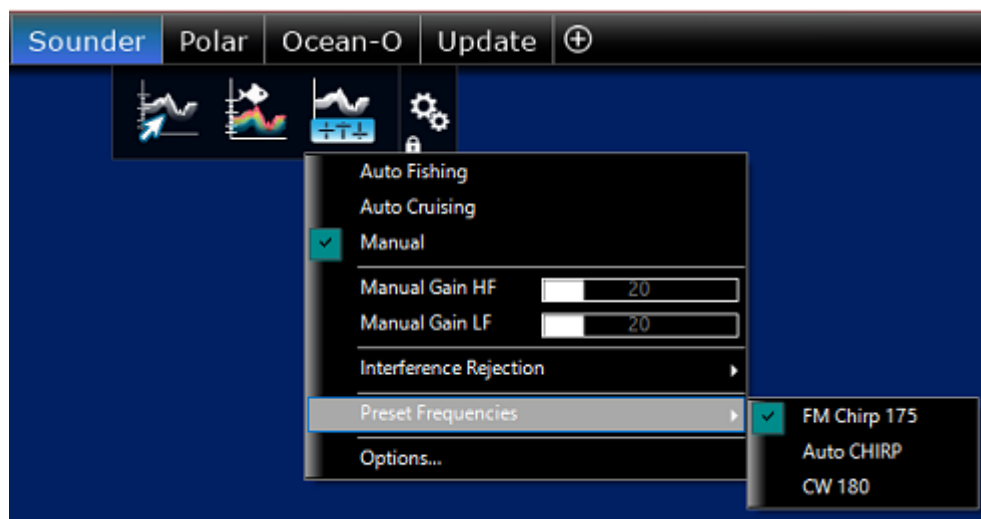 Sounder Polar Ocean-O Update
Auto Fishing
Auto Cruising
Manual
Manual Gain HF 20
Manual Gain LF 20
Interference Rejection
Preset Frequencies
FM Chirp 175
Auto CHIRP
CW 180
Options...